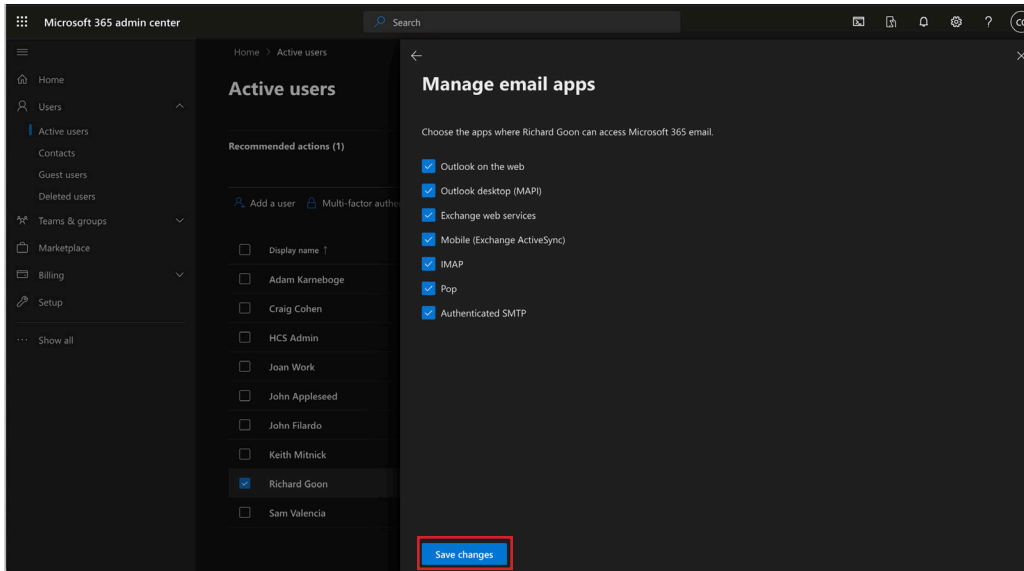 Microsoft 365 admin center
Search
?
Home
Users
Active users
Contacts
Guest users
Deleted users
Teams & groups
Marketplace
Billing
Setup
Show all
Home > Active users
Active users
Recommended actions (1)
Add a user
Display name ↑
Adam Karneboge
Craig Cohen
HCS Admin
Joan Work
John Appleseed
John Filardo
Keith Mitnick
Richard Goon
Sam Valencia
Manage email apps
Choose the apps where Richard Goon can access Microsoft 365 email.
Outlook on the web
Outlook desktop (MAPI)
Exchange web services
Mobile (Exchange ActiveSync)
IMAP
Pop
Authenticated SMTP
Save changes